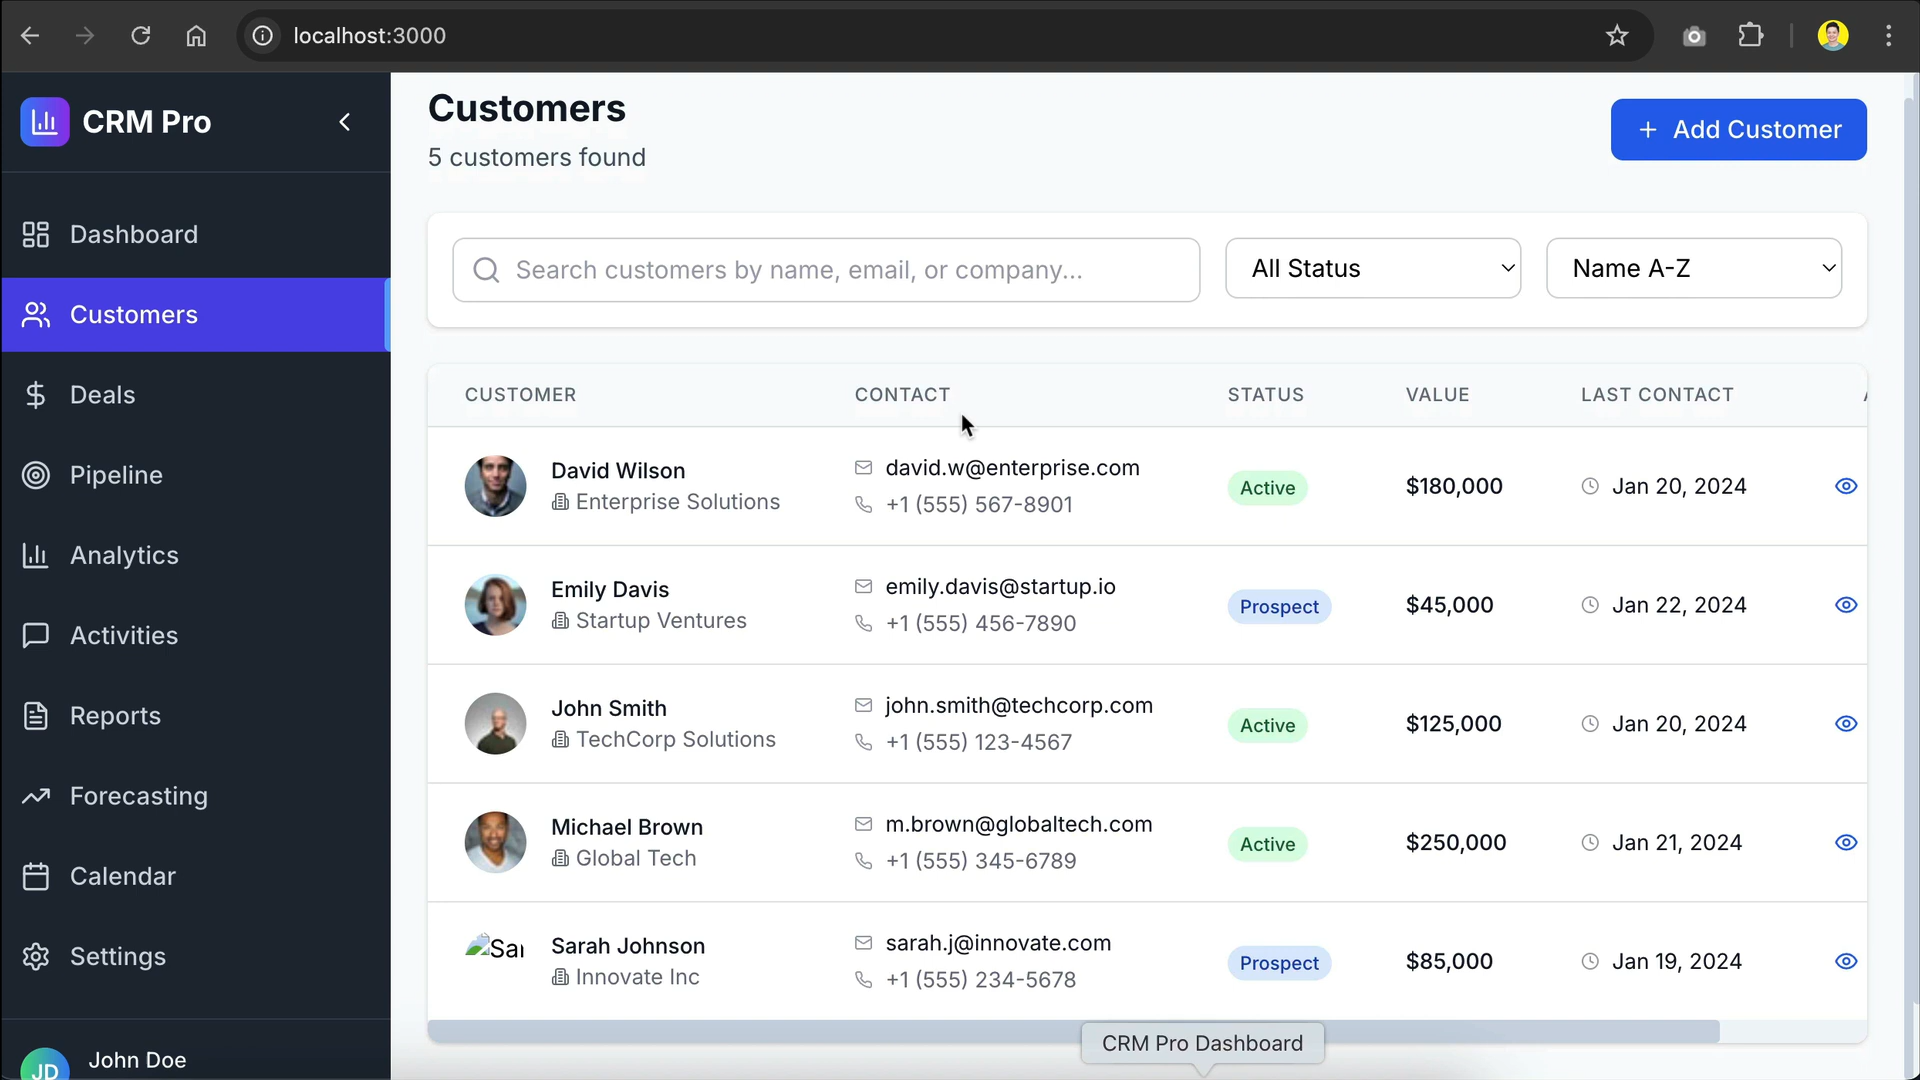 localhost:3000
CRM Pro
Dashboard
Customers
Deals
Pipeline
Analytics
Activities
Reports
Forecasting
Calendar
Settings
JD
John Doe
Customers
5 customers found
+ Add Customer
Search customers by name, email, or company...
All Status
Name A-Z
CUSTOMER CONTACT STATUS VALUE LAST CONTACT
David Wilson
Enterprise Solutions
david.w@enterprise.com
+1 (555) 567-8901
Active
$180,000
Jan 20, 2024
Emily Davis
Startup Ventures
emily.davis@startup.io
+1 (555) 456-7890
Prospect
$45,000
Jan 22, 2024
John Smith
TechCorp Solutions
john.smith@techcorp.com
+1 (555) 123-4567
Active
$125,000
Jan 20, 2024
Michael Brown
Global Tech
m.brown@globaltech.com
+1 (555) 345-6789
Active
$250,000
Jan 21, 2024
Sar
Sarah Johnson
Innovate Inc
sarah.j@innovate.com
+1 (555) 234-5678
Prospect
$85,000
Jan 19, 2024
CRM Pro Dashboard